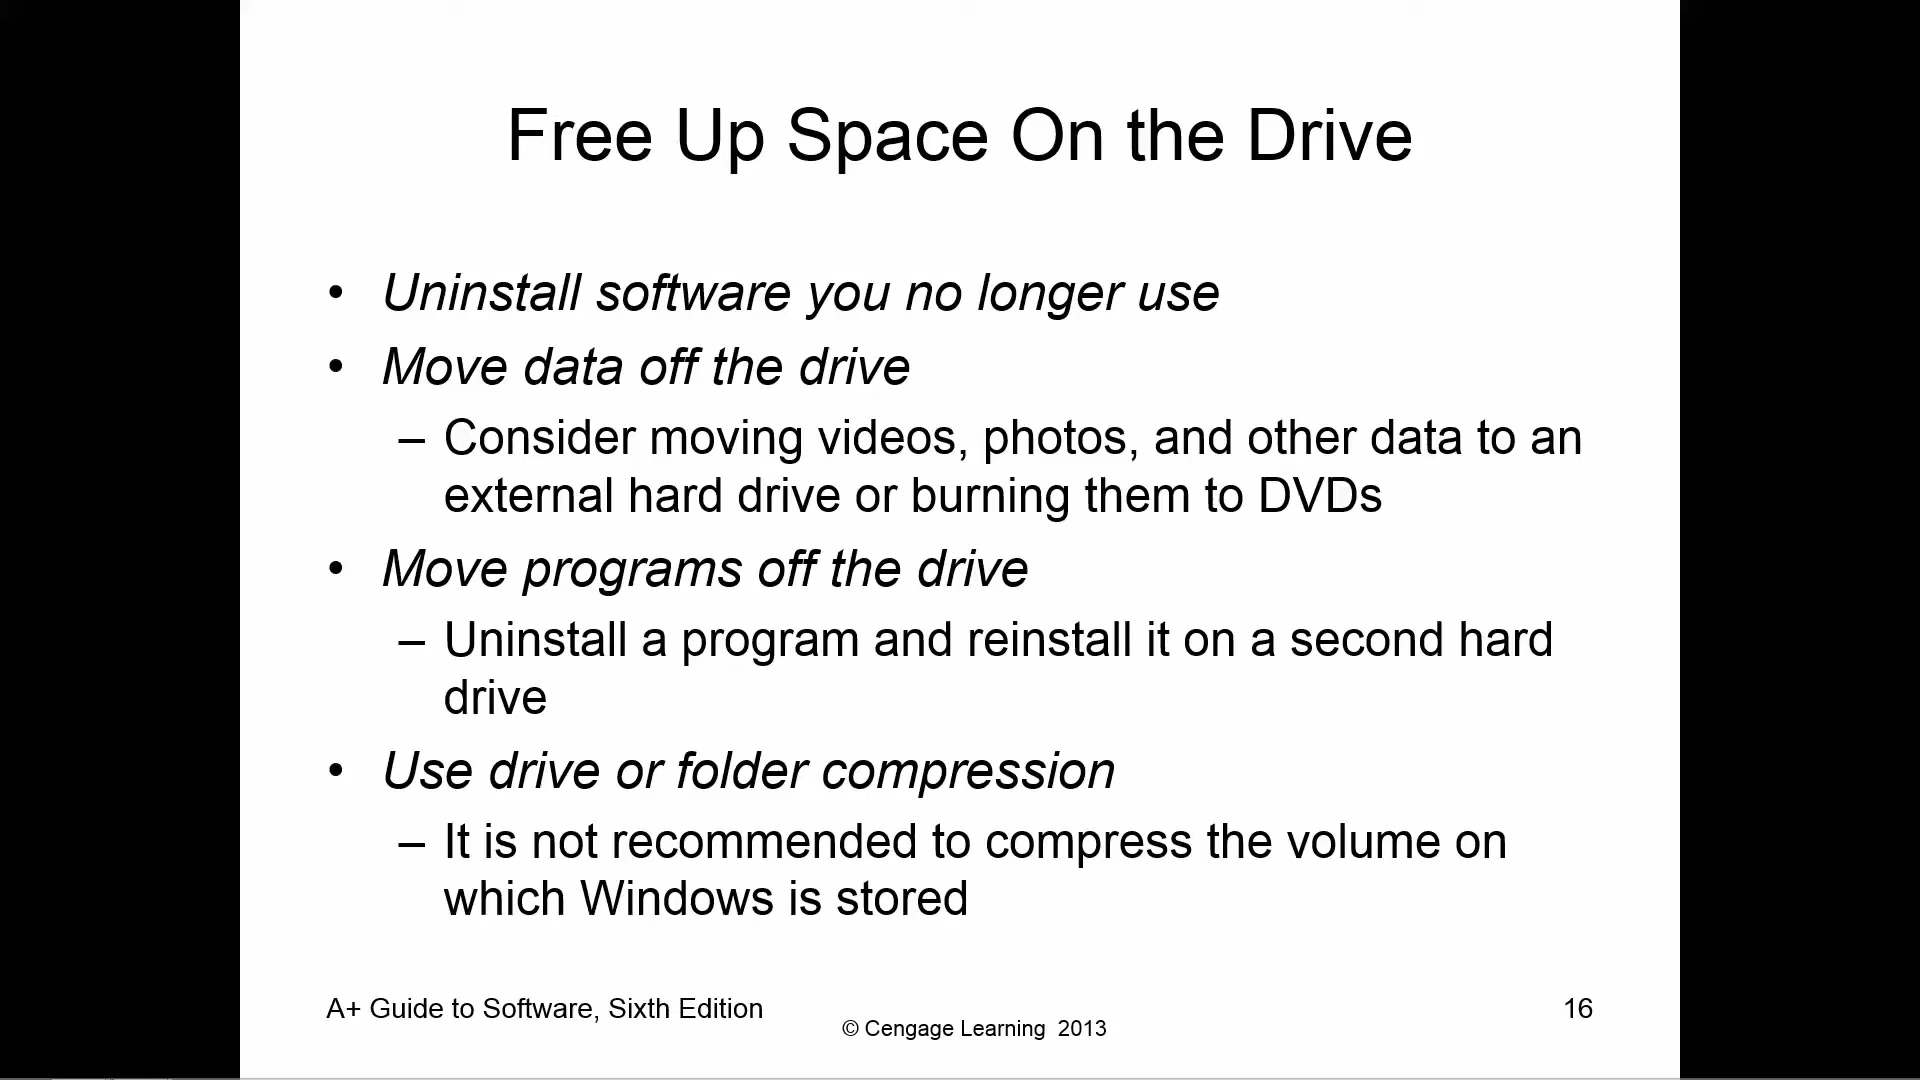 Free Up Space On the Drive
• Uninstall software you no longer use
• Move data off the drive
– Consider moving videos, photos, and other data to an
external hard drive or burning them to DVDs
• Move programs off the drive
– Uninstall a program and reinstall it on a second hard
drive
• Use drive or folder compression
– It is not recommended to compress the volume on
which Windows is stored
A+ Guide to Software, Sixth Edition
© Cengage Learning 2013
16